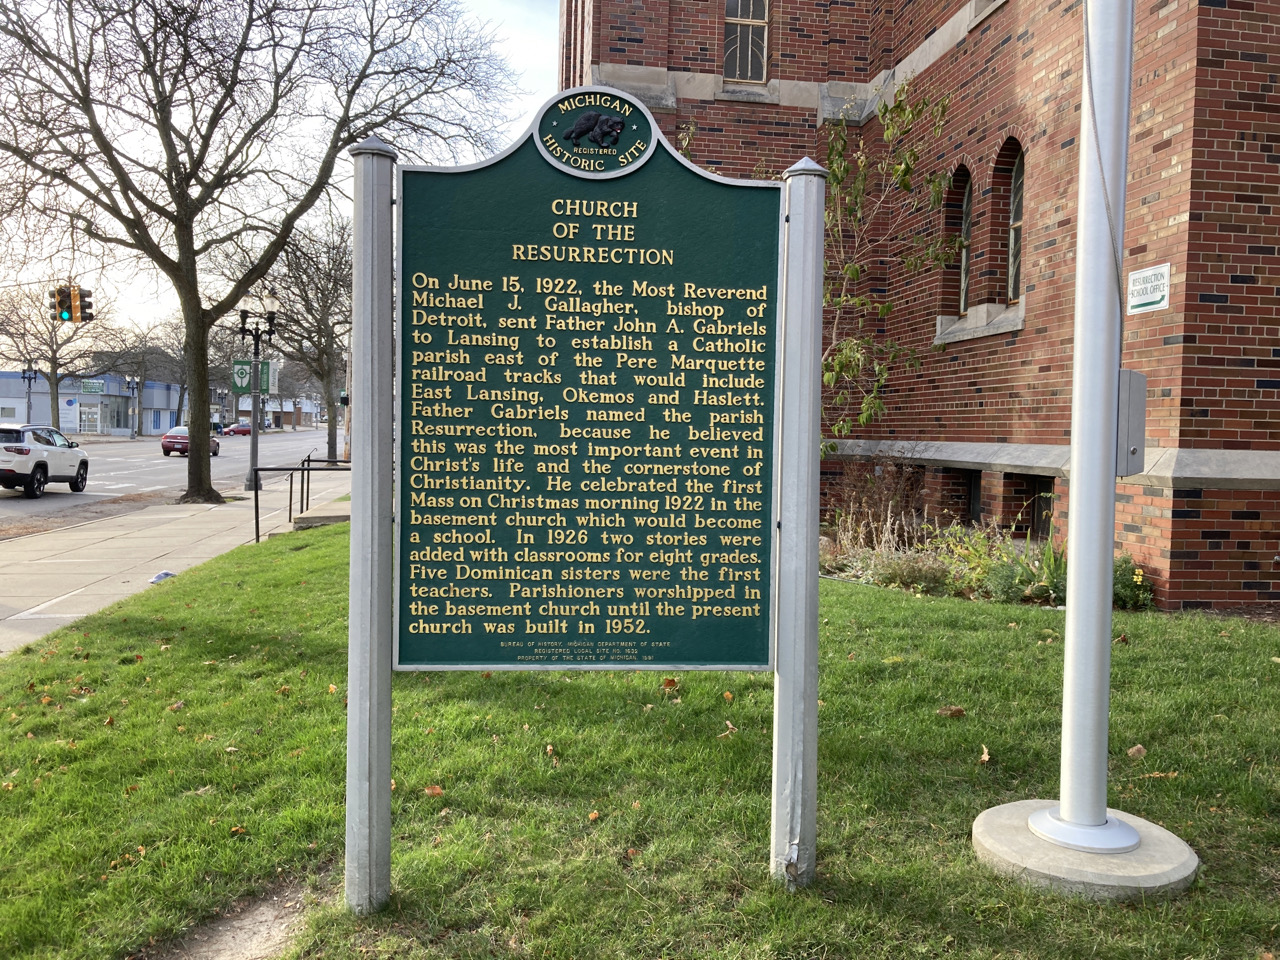 MICHIGAN
REGISTERED
HISTORIC SITE
CHURCH
OF THE
RESURRECTION
On June 15, 1922, the Most Reverend
Michael J. Gallagher, bishop of
Detroit, sent Father John A. Gabriels
to Lansing to establish a Catholic
parish east of the Pere Marquette
railroad tracks that would include
East Lansing, Okemos and Haslett.
Father Gabriels named the parish
Resurrection, because he believed
this was the most important event in
Christ's life and the cornerstone of
Christianity. He celebrated the first
Mass on Christmas morning 1922 in the
basement church which would become
a school. In 1926 two stories were
added with classrooms for eight grades.
Five Dominican sisters were the first
teachers. Parishioners worshipped in
the basement church until the present
church was built in 1952.
BUREAU OF HISTORY, MICHIGAN DEPARTMENT OF STATE
REGISTERED LOCAL SITE NO.
PROPERTY OF THE STATE OF MICHIGAN, 1991
RESURRECTION
SCHOOL OFFICE